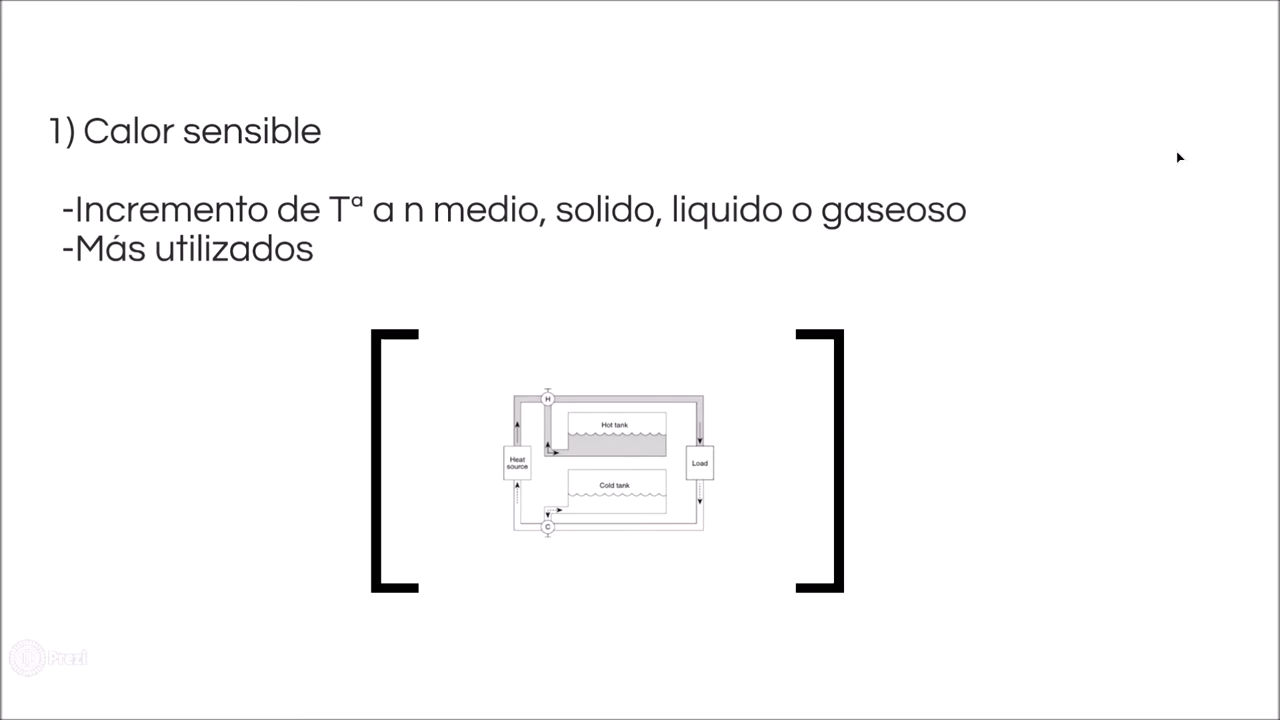 1) Calor sensible
-Incremento de Tª a n medio, solido, liquido o gaseoso
-Más utilizados
H
Hot tank
Heat
source
Load
Cold tank
C
Prezi